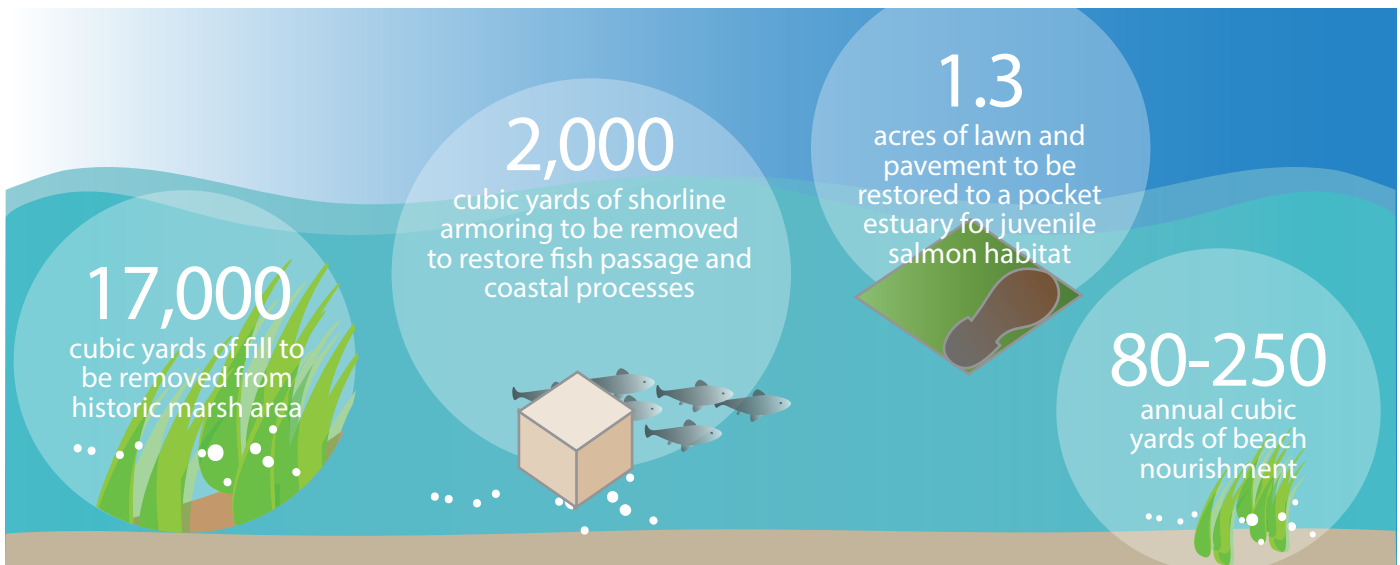 17,000
cubic yards of fill to
be removed from
historic marsh area
2,000
cubic yards of shorline
armoring to be removed
to restore fish passage and
coastal processes
1.3
acres of lawn and
pavement to be
restored to a pocket
estuary for juvenile
salmon habitat
80-250
annual cubic
yards of beach
nourishment